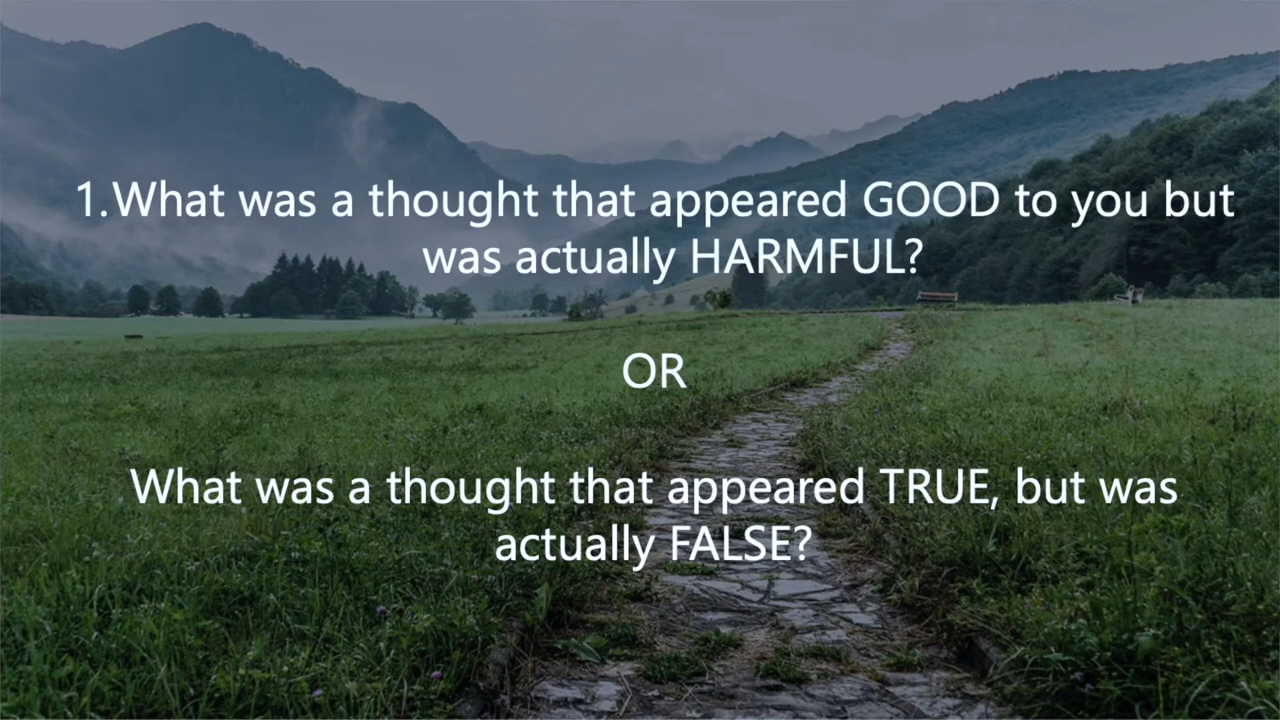 1.What was a thought that appeared GOOD to you but
was actually HARMFUL?
OR
What was a thought that appeared TRUE, but was
actually FALSE?